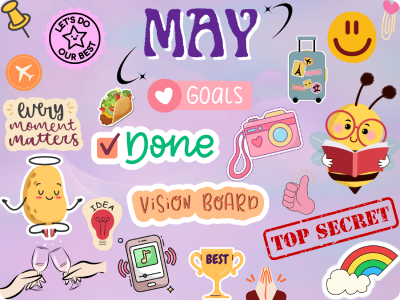 LET'S DO
OUR BEST
MAY
GOALS
every
moment
matters
Done
IDEA
VISION BOARD
TOP SECRET
BEST